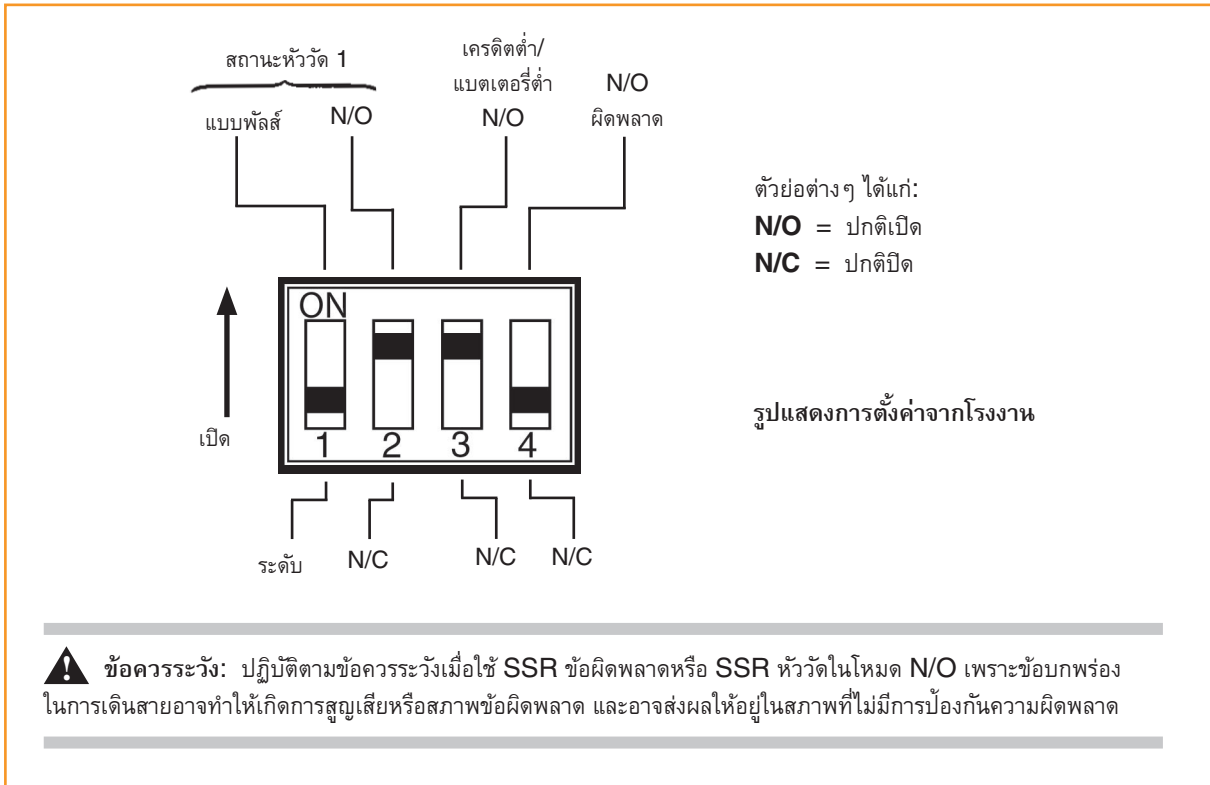 สถานะหัววัด 1
แบบพัลส์
N/O
เครดิตต่ำ/
แบตเตอรี่ต่ำ
N/O
N/O
ผิดพลาด
ตัวย่อต่างๆ ได้แก่:
N/O = ปกติเปิด
N/C = ปกติปิด
ON
1 2 3 4
เปิด
รูปแสดงการตั้งค่าจากโรงงาน
ระดับ
N/C
N/C
N/C
ข้อควรระวัง: ปฏิบัติตามข้อควรระวังเมื่อใช้ SSR ข้อผิดพลาดหรือ SSR หัววัดในโหมด N/O เพราะข้อบกพร่อง
ในการเดินสายอาจทำให้เกิดการสูญเสียหรือสภาพข้อผิดพลาด และอาจส่งผลให้อยู่ในสภาพที่ไม่มีการป้องกันความผิดพลาด